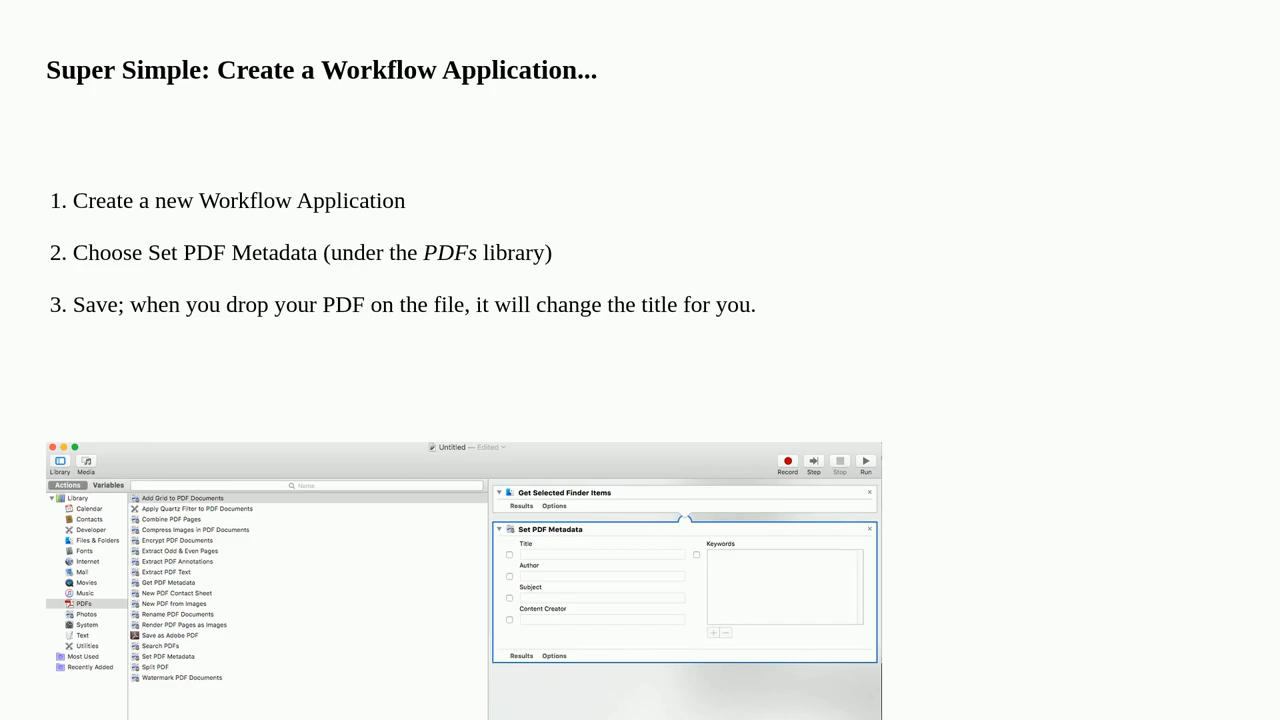 Super Simple: Create a Workflow Application...
1. Create a new Workflow Application
2. Choose Set PDF Metadata (under the PDFs library)
3. Save; when you drop your PDF on the file, it will change the title for you.
Untitled — Edited
Library
Media
Record
Step
Stop
Run
Actions
Variables
Name
Library
Calendar
Contacts
Developer
Files & Folders
Fonts
Internet
Mail
Movies
Music
PDFs
Photos
System
Text
Utilities
Most Used
Recently Added
Add Grid to PDF Documents
Apply Quartz Filter to PDF Documents
Combine PDF Pages
Compress Images in PDF Documents
Encrypt PDF Documents
Extract Odd & Even Pages
Extract PDF Annotations
Extract PDF Text
Get PDF Metadata
New PDF Contact Sheet
New PDF from Images
Rename PDF Documents
Render PDF Pages as Images
Save as Adobe PDF
Search PDFs
Set PDF Metadata
Split PDF
Watermark PDF Documents
Get Selected Finder Items
Results Options
Set PDF Metadata
Title
Author
Subject
Content Creator
Keywords
Results Options